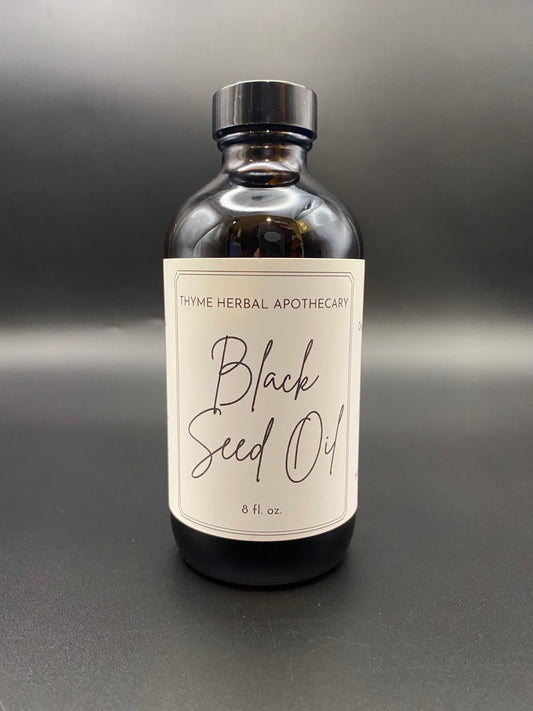 THYME HERBAL APOTHECARY
Black
Seed Oil
8 fl. oz.